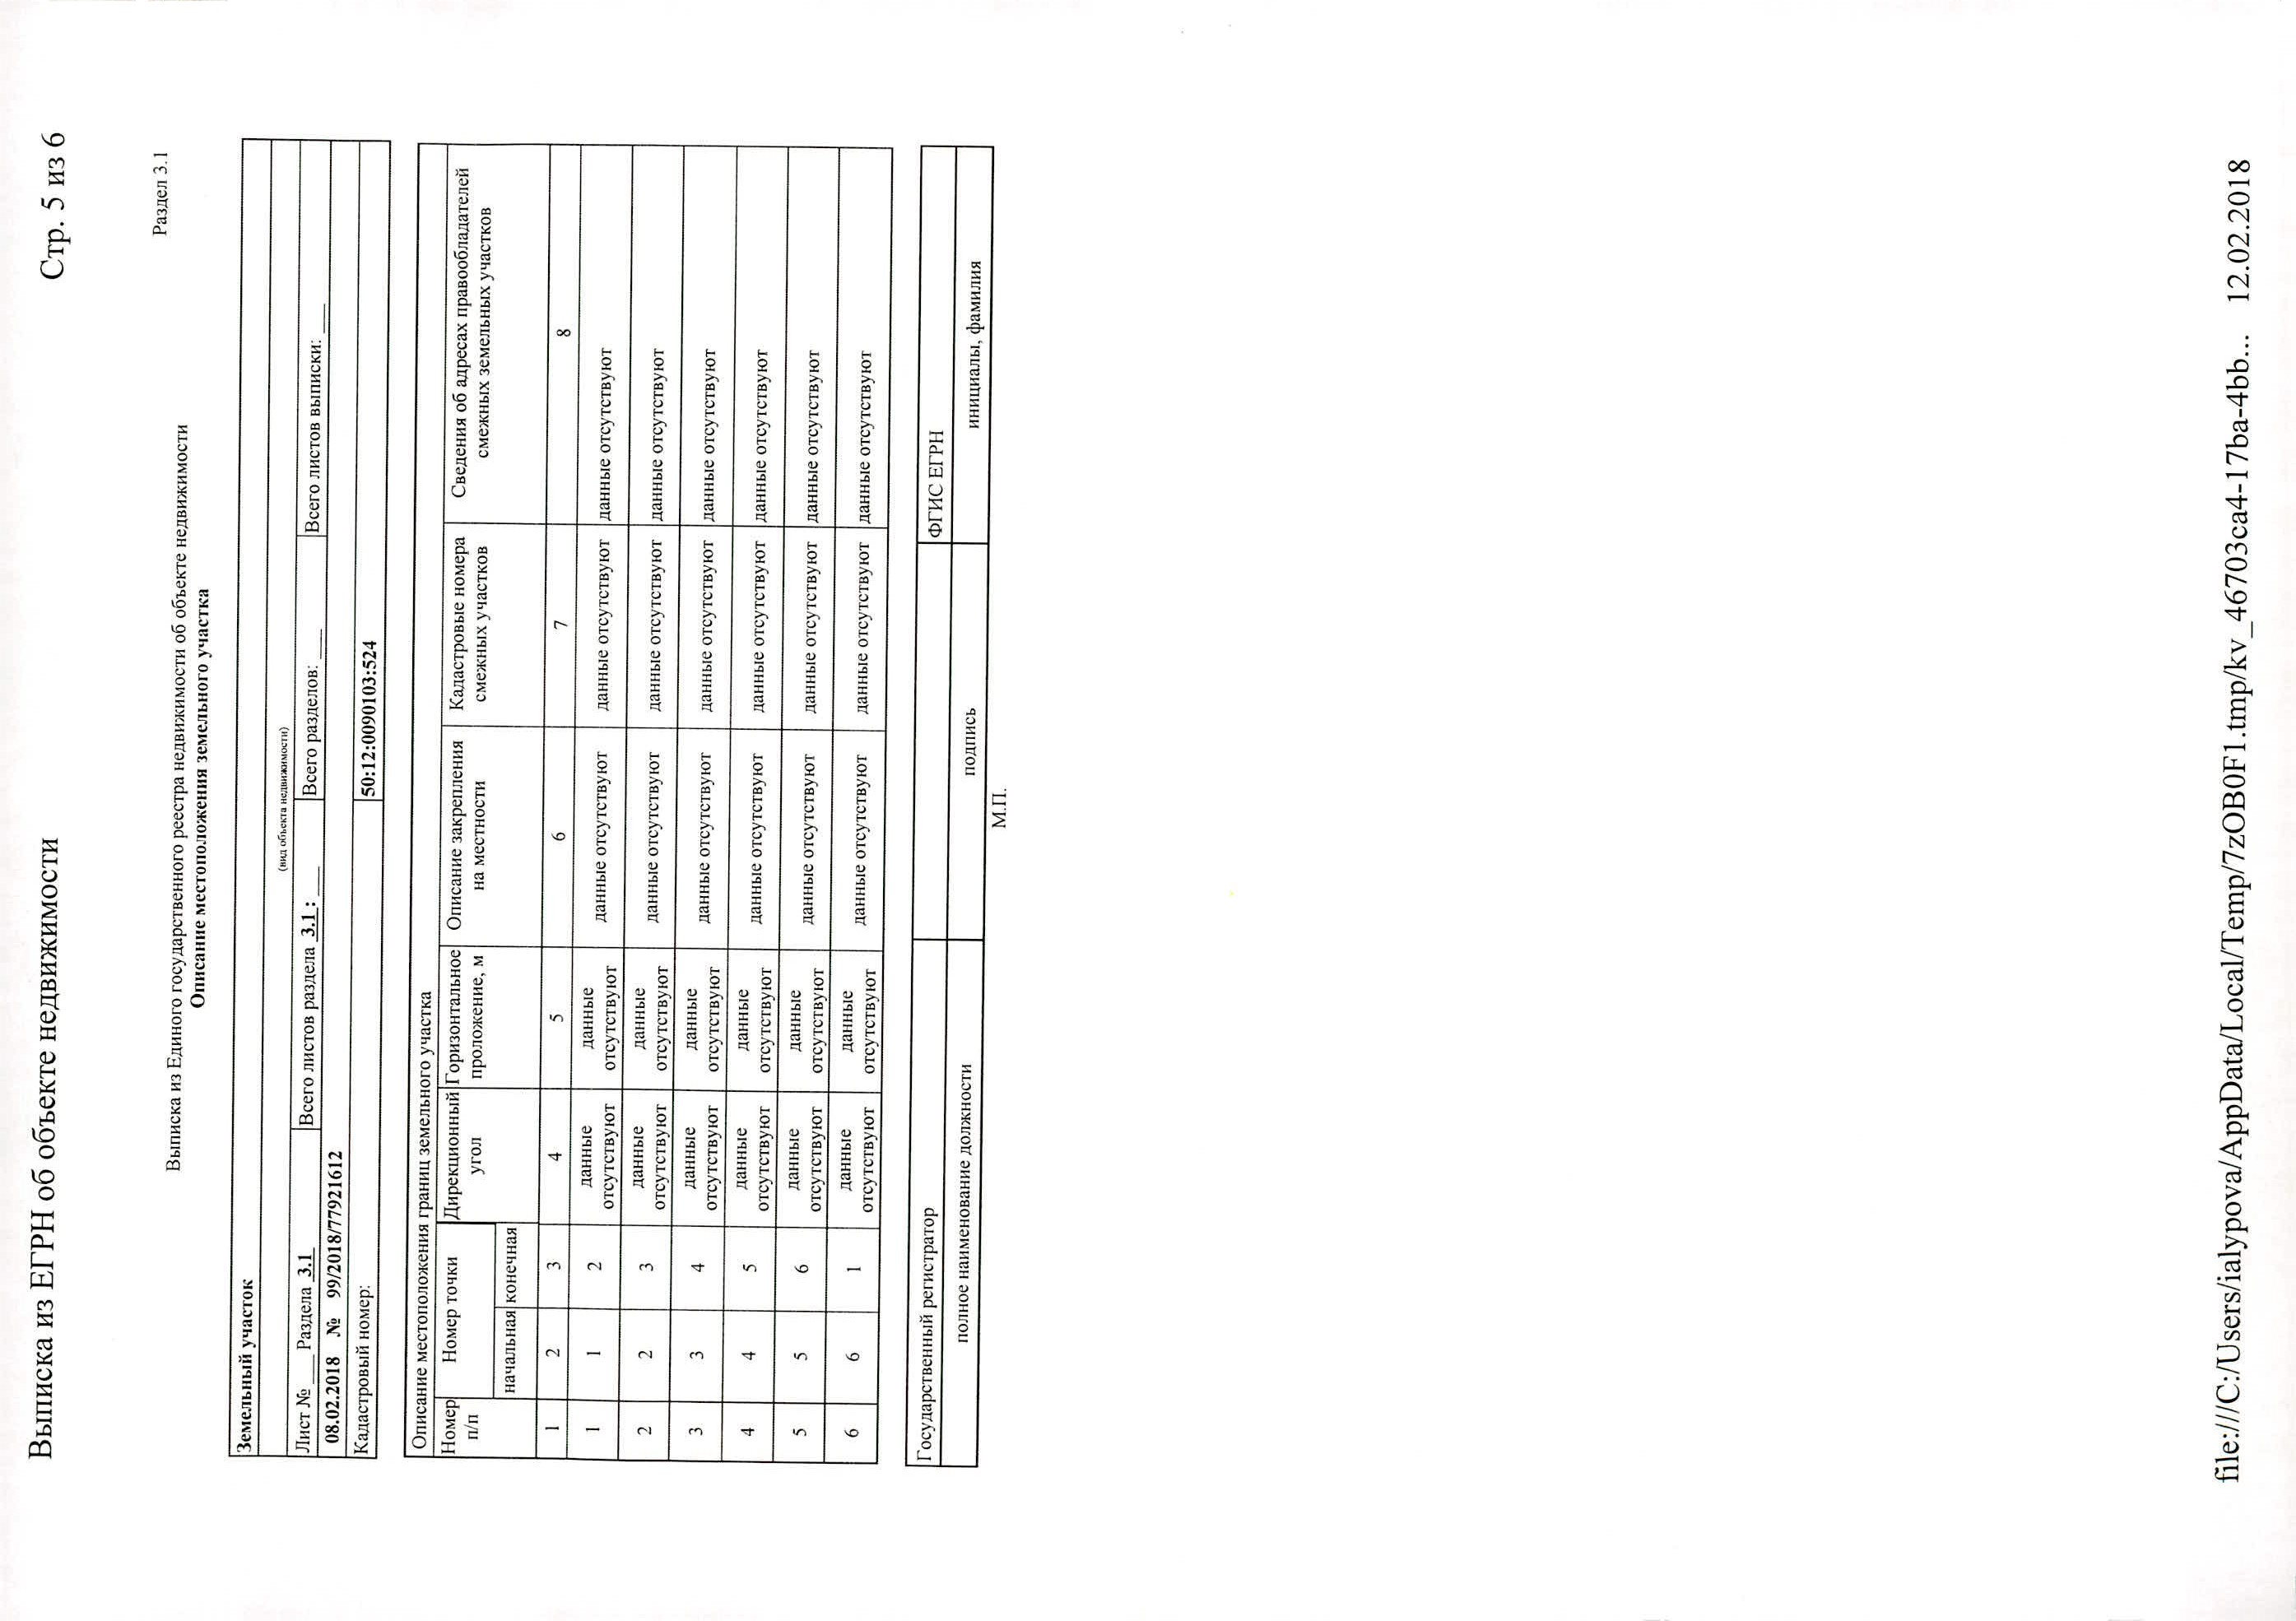 Выписка из ЕГРН об объекте недвижимости Стр. 5 из 6
Раздел 3.1
Выписка из Единого государственного реестра недвижимости об объекте недвижимости
Описание местоположения земельного участка
Земельный участок
(вид объекта недвижимости)
Лист № ___ Раздела 3.1 Всего листов раздела 3.1 : ___ Всего разделов: ___ Всего листов выписки: ___
08.02.2018 № 99/2018/77921612
Кадастровый номер: 50:12:0090103:524
Описание местоположения границ земельного участка
Номер п/п Номер точки Дирекционный угол Горизонтальное проложение, м Описание закрепления на местности Кадастровые номера смежных участков Сведения об адресах правообладателей смежных земельных участков
начальная конечная
1 2 3 4 5 6 7 8
1 1 2 данные отсутствуют данные отсутствуют данные отсутствуют данные отсутствуют данные отсутствуют
2 2 3 данные отсутствуют данные отсутствуют данные отсутствуют данные отсутствуют данные отсутствуют
3 3 4 данные отсутствуют данные отсутствуют данные отсутствуют данные отсутствуют данные отсутствуют
4 4 5 данные отсутствуют данные отсутствуют данные отсутствуют данные отсутствуют данные отсутствуют
5 5 6 данные отсутствуют данные отсутствуют данные отсутствуют данные отсутствуют данные отсутствуют
6 6 1 данные отсутствуют данные отсутствуют данные отсутствуют данные отсутствуют данные отсутствуют
Государственный регистратор ФГИС ЕГРН
полное наименование должности подпись инициалы, фамилия
М.П.
file:///C:/Users/ialypova/AppData/Local/Temp/7zOB0F1.tmp/kv_46703ca4-17ba-4bb... 12.02.2018